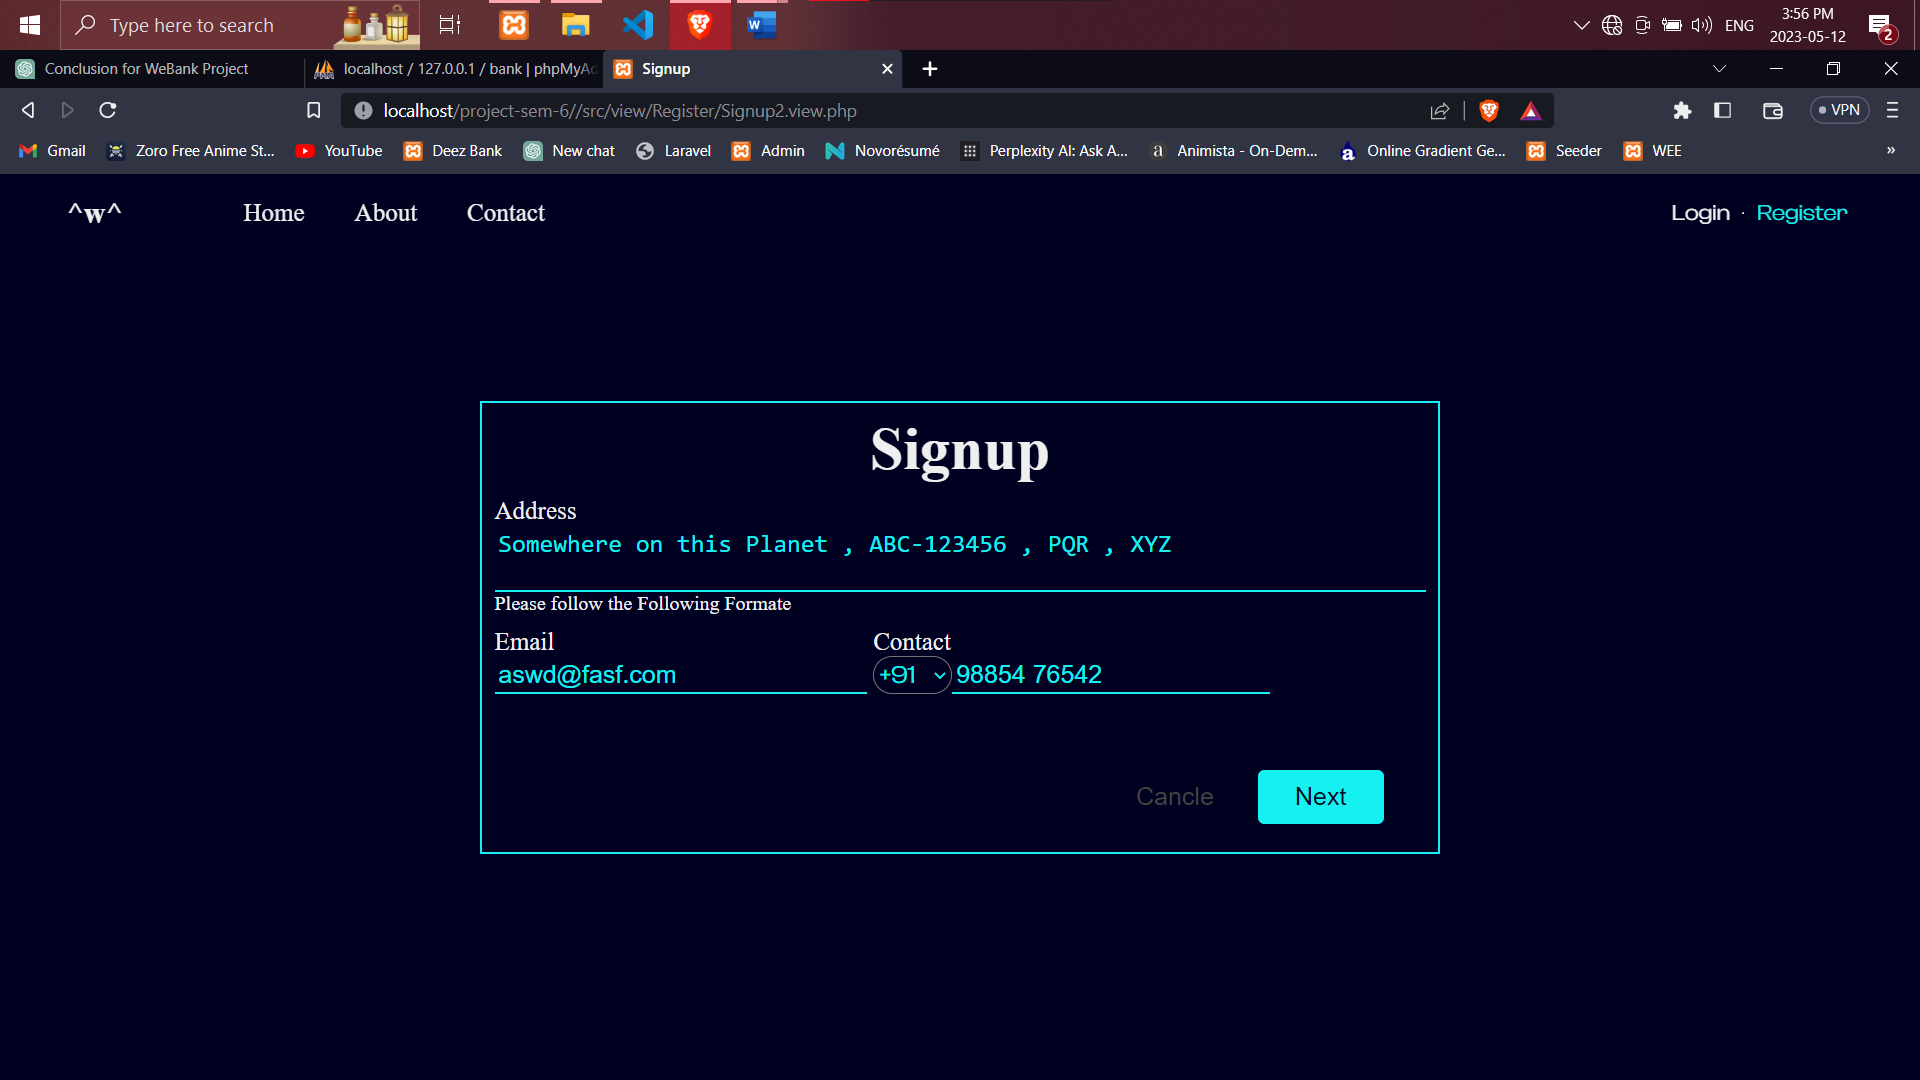 Type here to search
ENG
3:56 PM
2023-05-12
2
Conclusion for WeBank Project
localhost / 127.0.0.1 / bank | phpMyAd
Signup
localhost/project-sem-6//src/view/Register/Signup2.view.php
VPN
Gmail
Zoro Free Anime St...
YouTube
Deez Bank
New chat
Laravel
Admin
Novorésumé
Perplexity AI: Ask A...
Animista - On-Dem...
Online Gradient Ge...
Seeder
WEE
»
^w^
Home
About
Contact
Login · Register
Signup
Address
Somewhere on this Planet , ABC-123456 , PQR , XYZ
Please follow the Following Formate
Email
Contact
aswd@fasf.com
+91
98854 76542
Cancle
Next